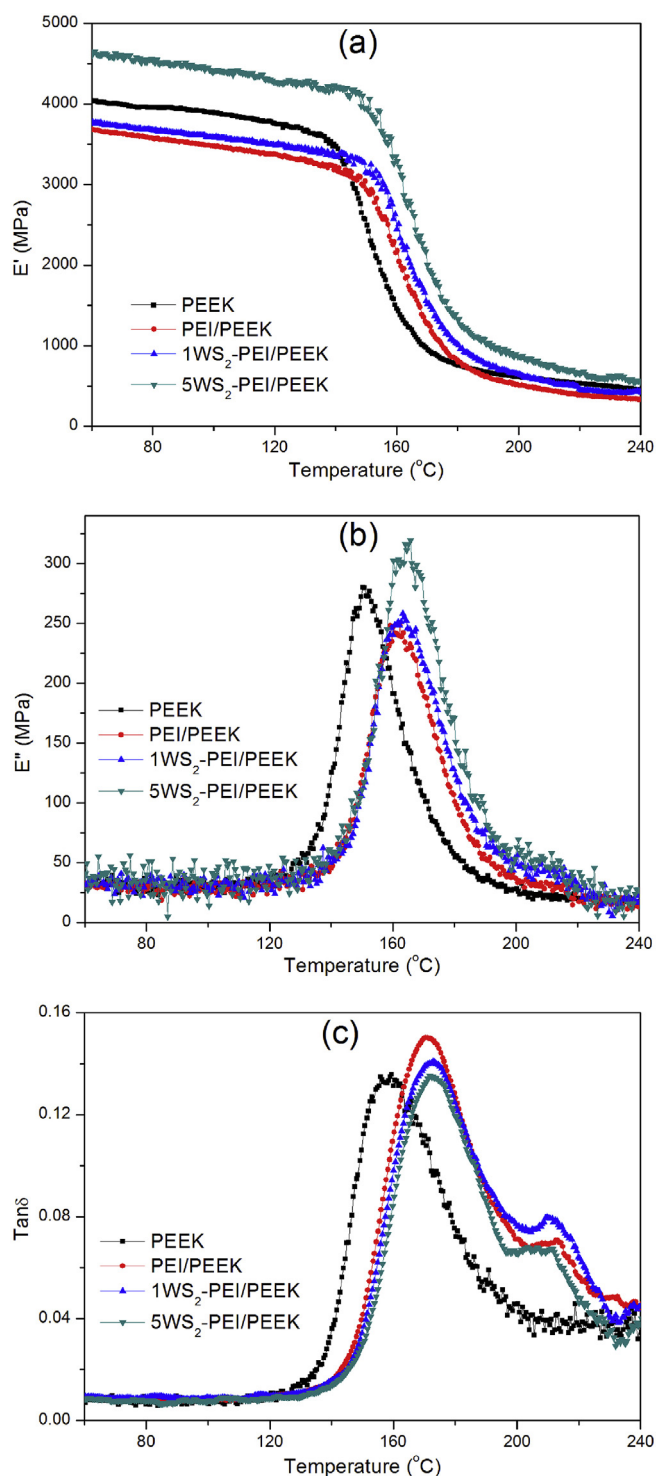 (a)
5000
4000
3000
2000
1000
0
E' (MPa)
PEEK
PEI/PEEK
1WS₂-PEI/PEEK
5WS₂-PEI/PEEK
80 120 160 200 240
Temperature (°C)
(b)
300
250
200
150
100
50
0
E'' (MPa)
PEEK
PEI/PEEK
1WS₂-PEI/PEEK
5WS₂-PEI/PEEK
80 120 160 200 240
Temperature (°C)
(c)
0.16
0.12
0.08
0.04
0.00
Tanδ
PEEK
PEI/PEEK
1WS₂-PEI/PEEK
5WS₂-PEI/PEEK
80 120 160 200 240
Temperature (°C)